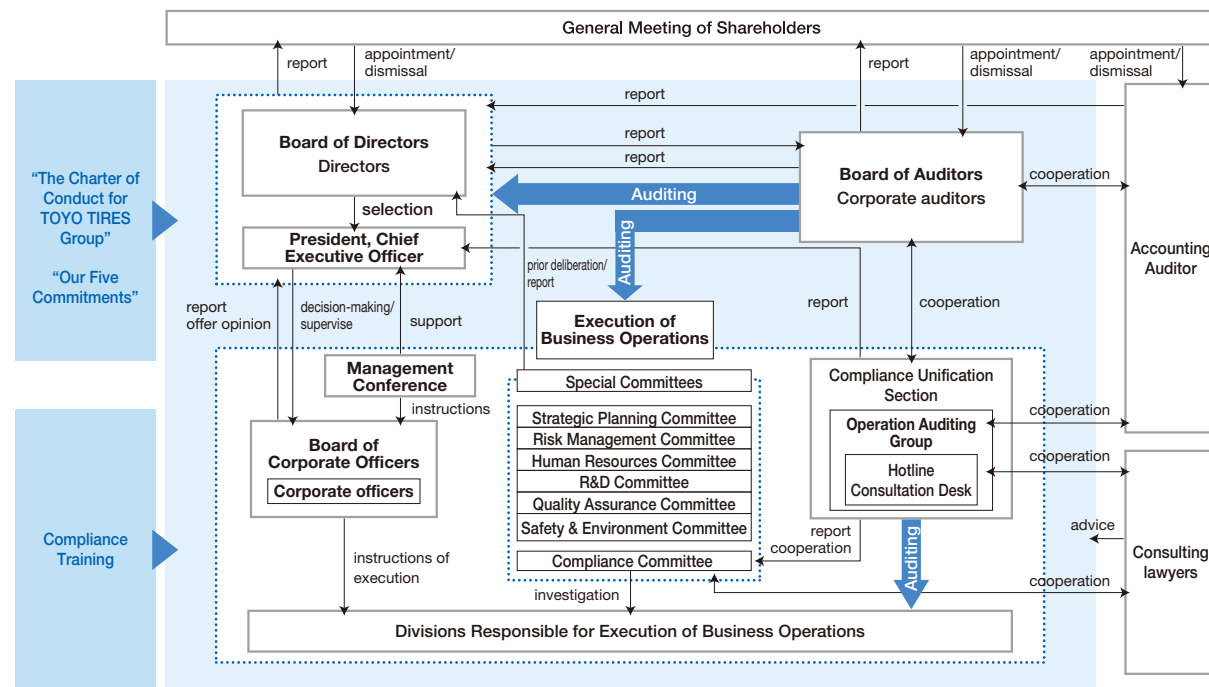 General Meeting of Shareholders
report
appointment/
dismissal
report
appointment/
dismissal
appointment/
dismissal
“The Charter of
Conduct for
TOYO TIRES
Group”
“Our Five
Commitments”
Compliance
Training
Board of Directors
Directors
selection
President, Chief
Executive Officer
report
report
report
Auditing
Auditing
Board of Auditors
Corporate auditors
cooperation
Accounting
Auditor
report
offer opinion
decision-making/
supervise
support
prior deliberation/
report
Execution of
Business Operations
report
cooperation
Management
Conference
instructions
Board of
Corporate Officers
Corporate officers
instructions of
execution
Special Committees
Strategic Planning Committee
Risk Management Committee
Human Resources Committee
R&D Committee
Quality Assurance Committee
Safety & Environment Committee
Compliance Committee
investigation
Compliance Unification
Section
Operation Auditing
Group
Hotline
Consultation Desk
cooperation
cooperation
report
cooperation
Auditing
advice
cooperation
Consulting
lawyers
Divisions Responsible for Execution of Business Operations